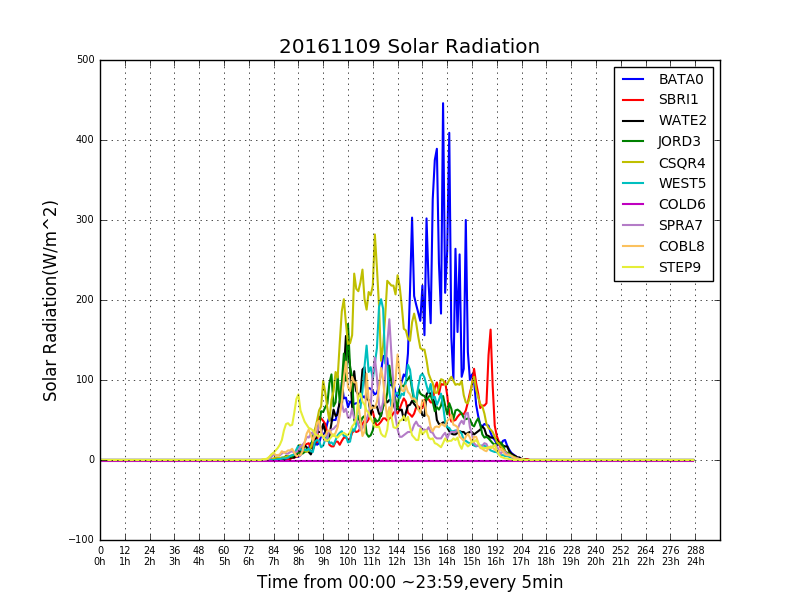 20161109 Solar Radiation
500
400
300
200
100
0
−100
Solar Radiation(W/m^2)
BATA0
SBRI1
WATE2
JORD3
CSQR4
WEST5
COLD6
SPRA7
COBL8
STEP9
0 12 24 36 48 60 72 84 96 108 120 132 144 156 168 180 192 204 216 228 240 252 264 276 288
0h 1h 2h 3h 4h 5h 6h 7h 8h 9h 10h 11h 12h 13h 14h 15h 16h 17h 18h 19h 20h 21h 22h 23h 24h
Time from 00:00 ~23:59,every 5min